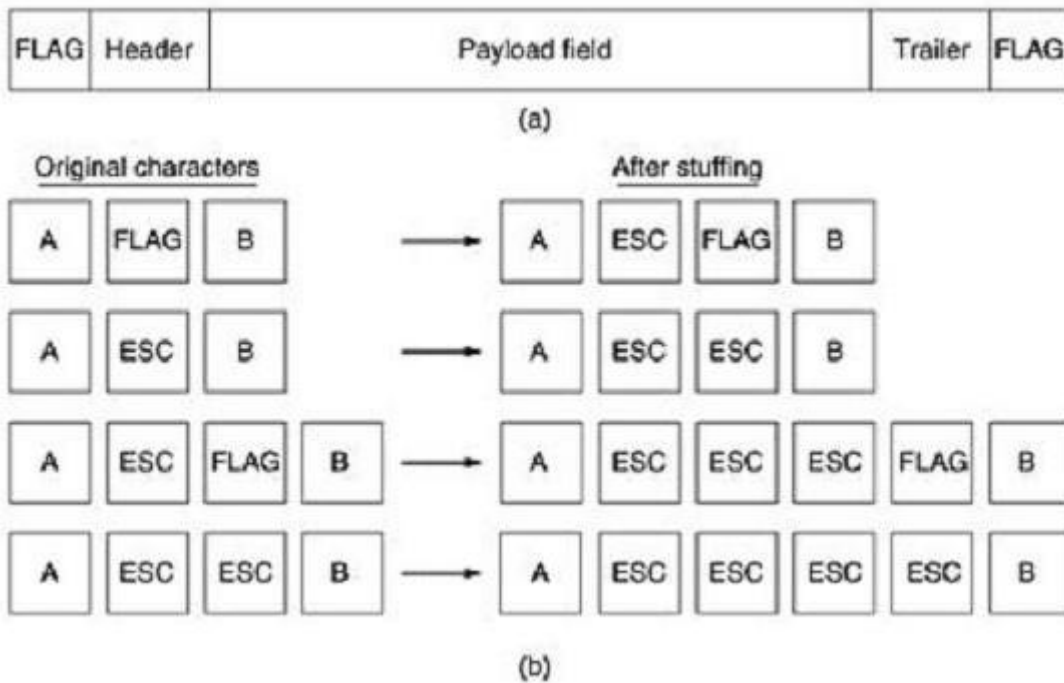 FLAG Header Payload field Trailer FLAG
(a)
Original characters After stuffing
A FLAG B A ESC FLAG B
A ESC B A ESC ESC B
A ESC FLAG B A ESC ESC ESC FLAG B
A ESC ESC B A ESC ESC ESC ESC B
(b)